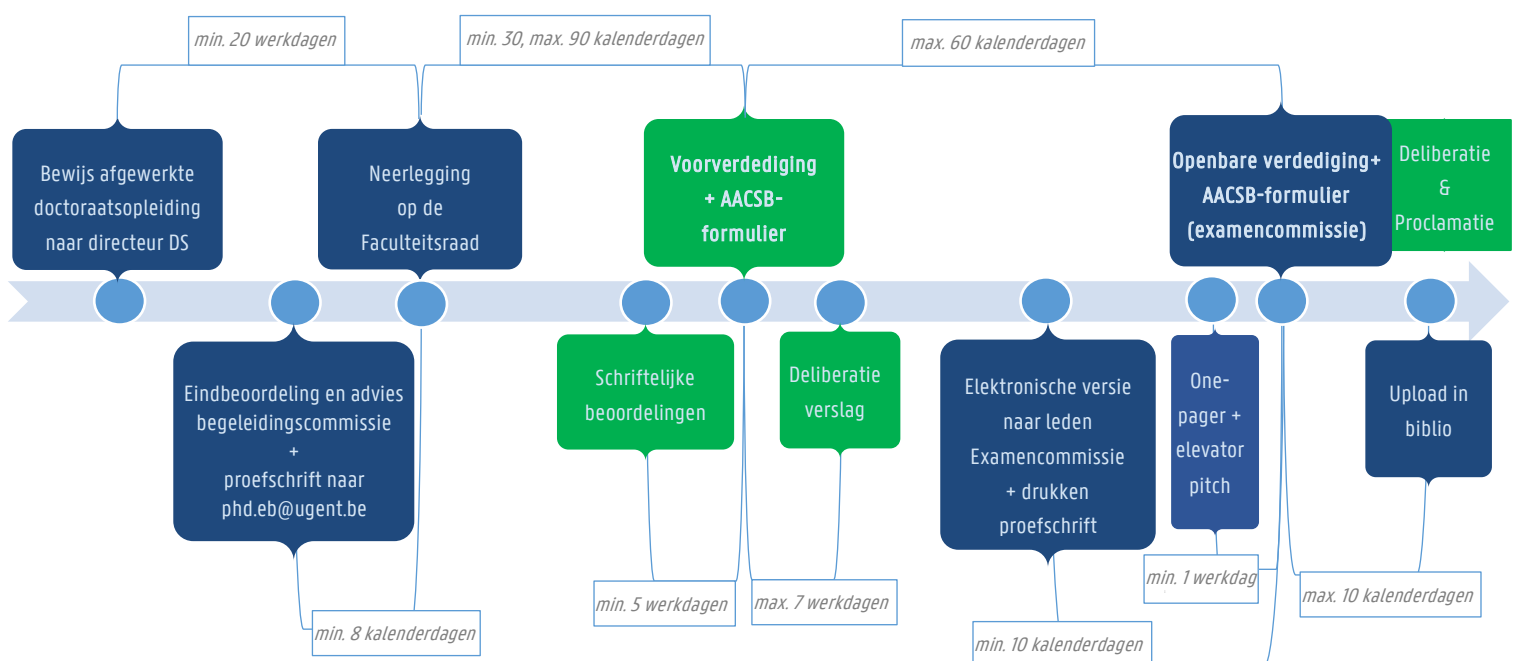 min. 20 werkdagen
min. 30, max. 90 kalenderdagen
max. 60 kalenderdagen
Bewijs afgewerkte
doctoraatsopleiding
naar directeur DS
Neerlegging
op de
Faculteitsraad
Voorverdediging
+ AACSB-
formulier
Openbare verdediging+
AACSB-formulier
(examencommissie)
Deliberatie
&
Proclamatie
Eindbeoordeling en advies
begeleidingscommissie
+
proefschrift naar
phd.eb@ugent.be
Schriftelijke
beoordelingen
Deliberatie
verslag
Elektronische versie
naar leden
Examencommissie
+ drukken
proefschrift
One-
pager +
elevator
pitch
Upload in
biblio
min. 8 kalenderdagen
min. 5 werkdagen
max. 7 werkdagen
min. 10 kalenderdagen
min. 1 werkdag
max. 10 kalenderdagen